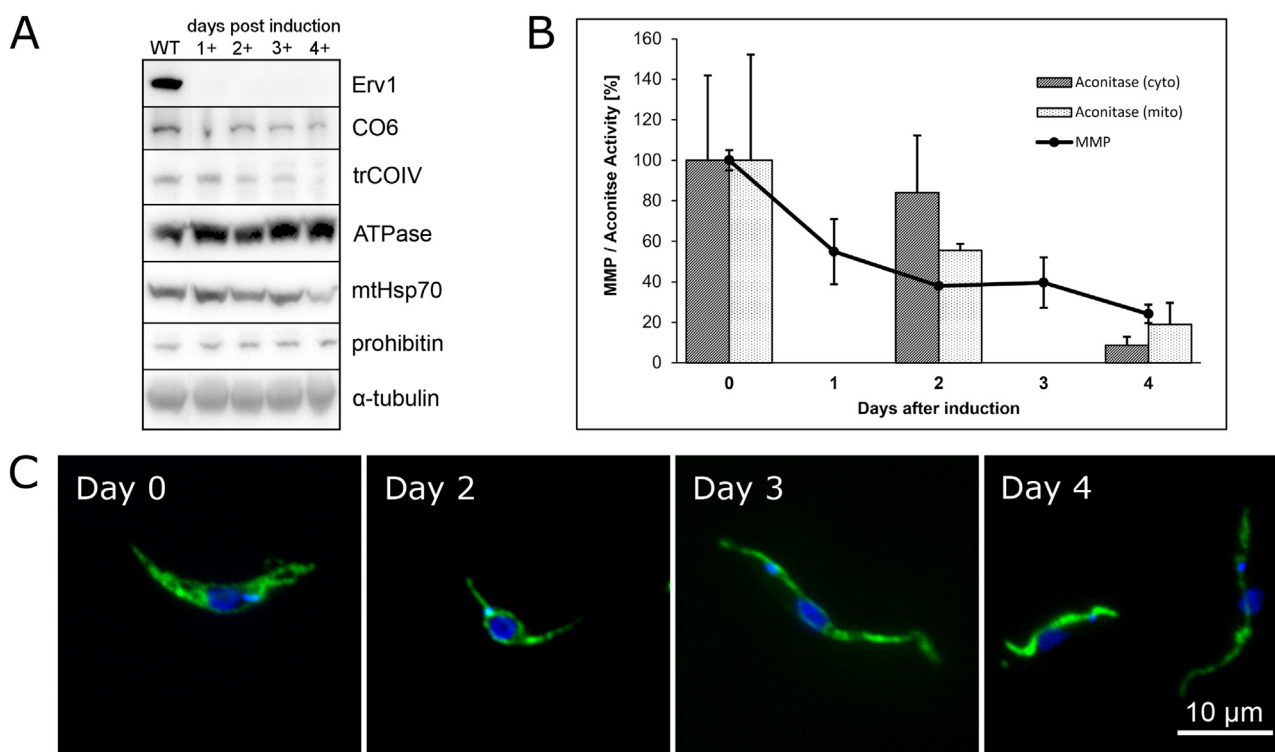 A
days post induction
WT 1+ 2+ 3+ 4+
Erv1
CO6
trCOIV
ATPase
mtHsp70
prohibitin
α-tubulin
B
160
140
120
100
80
60
40
20
0
MMP / Aconitse Activity [%]
Aconitase (cyto)
Aconitase (mito)
MMP
0 1 2 3 4
Days after induction
C
Day 0
Day 2
Day 3
Day 4
10 µm